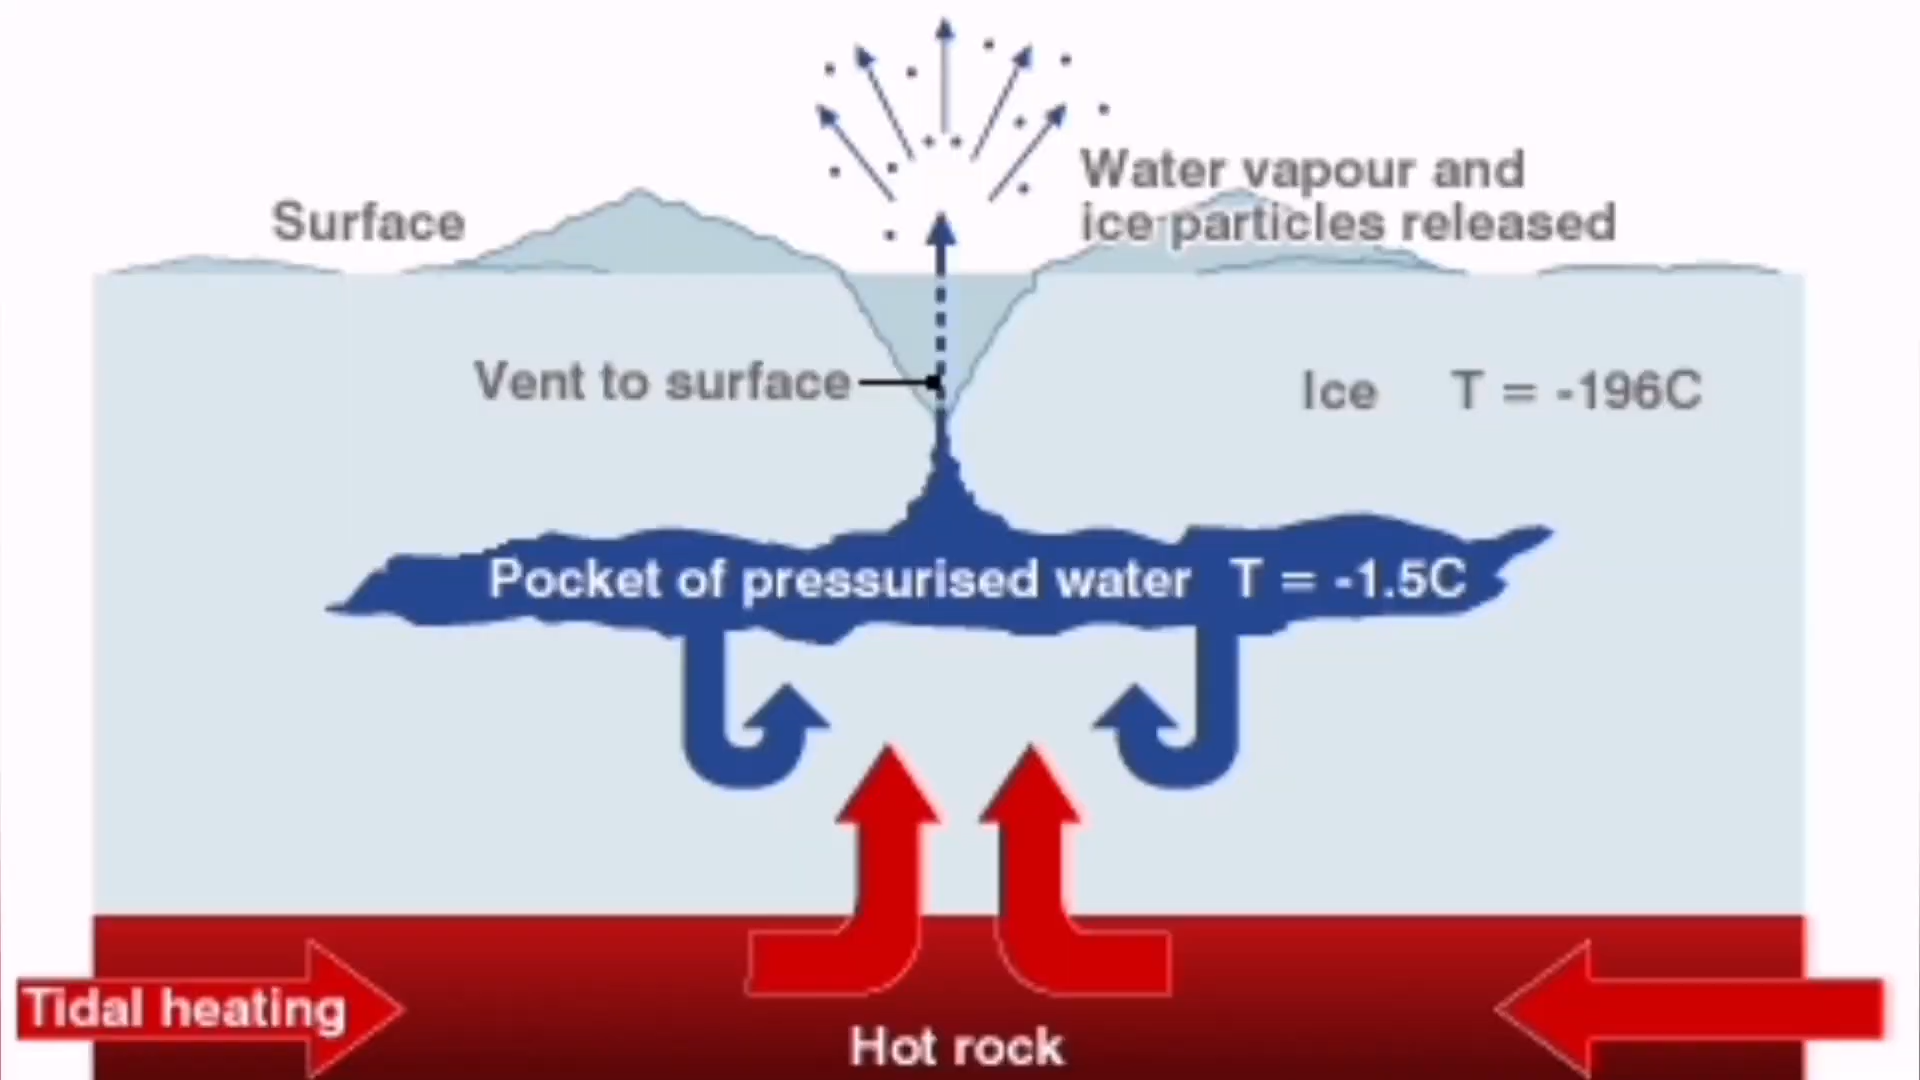 Water vapour and
ice particles released
Surface
Vent to surface
Ice T = -196C
Pocket of pressurised water T = -1.5C
Tidal heating
Hot rock